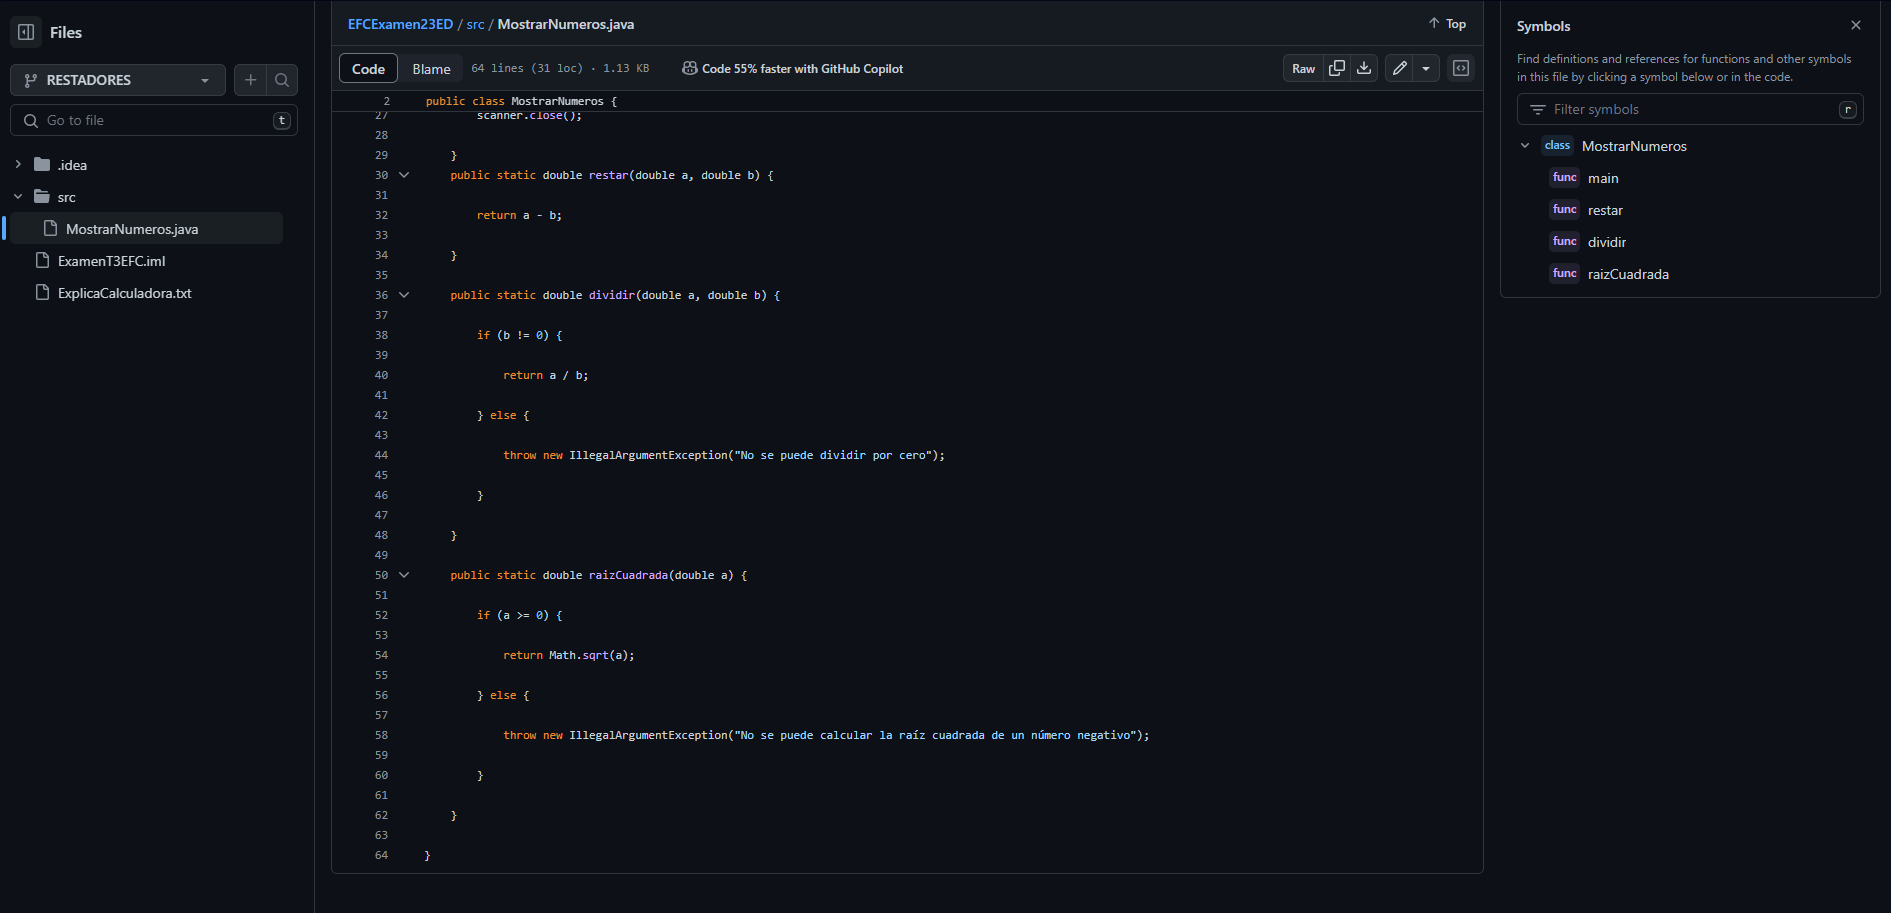 Files
RESTADORES
Go to file
t
.idea
src
MostrarNumeros.java
ExamenT3EFC.iml
ExplicaCalculadora.txt
EFCExamen23ED / src / MostrarNumeros.java
Top
Code
Blame
64 lines (31 loc) · 1.13 KB
Code 55% faster with GitHub Copilot
Raw
2 public class MostrarNumeros {
27 scanner.close();
28
29 }
30 public static double restar(double a, double b) {
31
32 return a - b;
33
34 }
35
36 public static double dividir(double a, double b) {
37
38 if (b != 0) {
39
40 return a / b;
41
42 } else {
43
44 throw new IllegalArgumentException("No se puede dividir por cero");
45
46 }
47
48 }
49
50 public static double raizCuadrada(double a) {
51
52 if (a >= 0) {
53
54 return Math.sqrt(a);
55
56 } else {
57
58 throw new IllegalArgumentException("No se puede calcular la raíz cuadrada de un número negativo");
59
60 }
61
62 }
63
64 }
Symbols
Find definitions and references for functions and other symbols
in this file by clicking a symbol below or in the code.
Filter symbols
r
class MostrarNumeros
func main
func restar
func dividir
func raizCuadrada